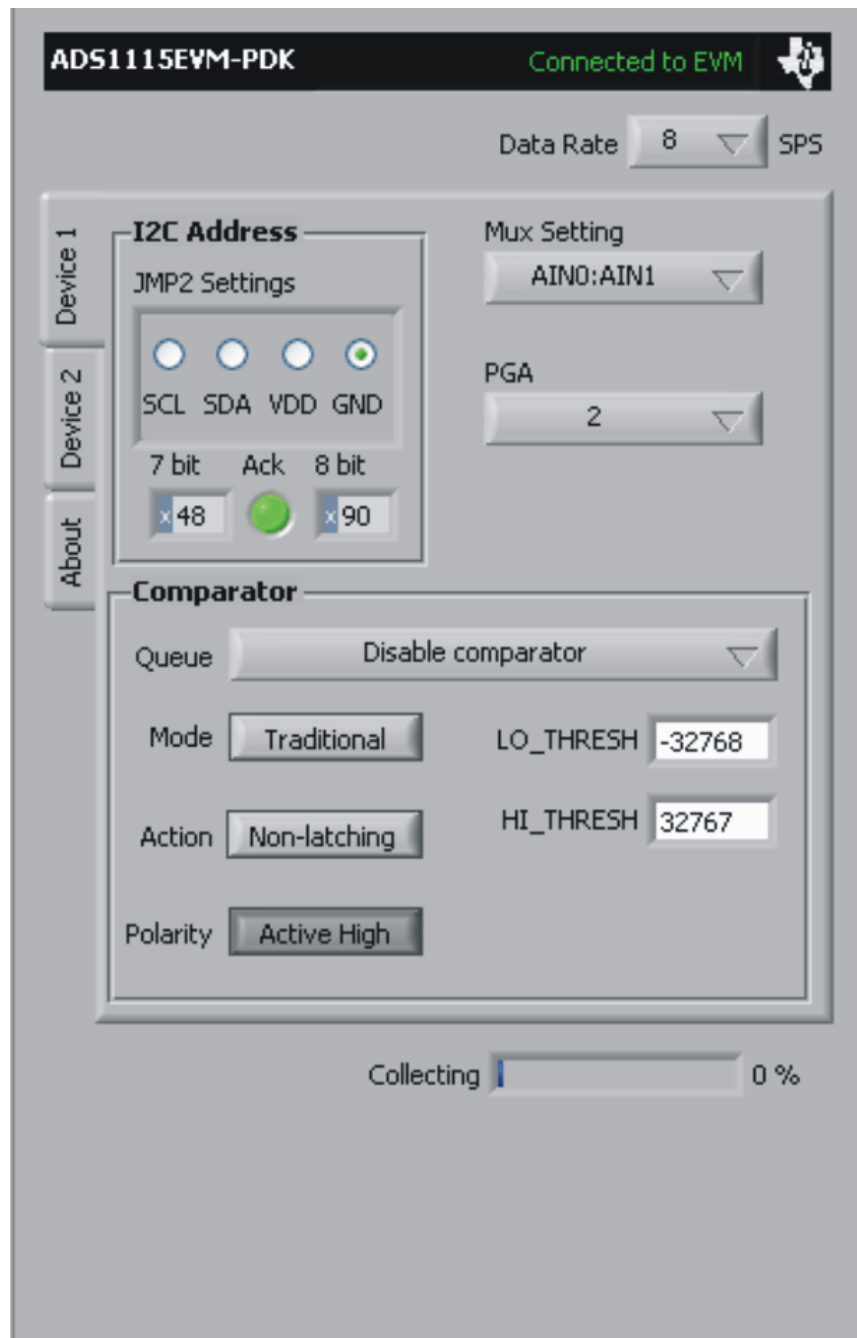 ADS1115EVM-PDK Connected to EVM
Data Rate 8 SPS
Device 1
Device 2
About
I2C Address
JMP2 Settings
SCL SDA VDD GND
7 bit Ack 8 bit
x 48 x 90
Mux Setting
AIN0:AIN1
PGA
2
Comparator
Queue Disable comparator
Mode Traditional LO_THRESH -32768
Action Non-latching HI_THRESH 32767
Polarity Active High
Collecting 0 %